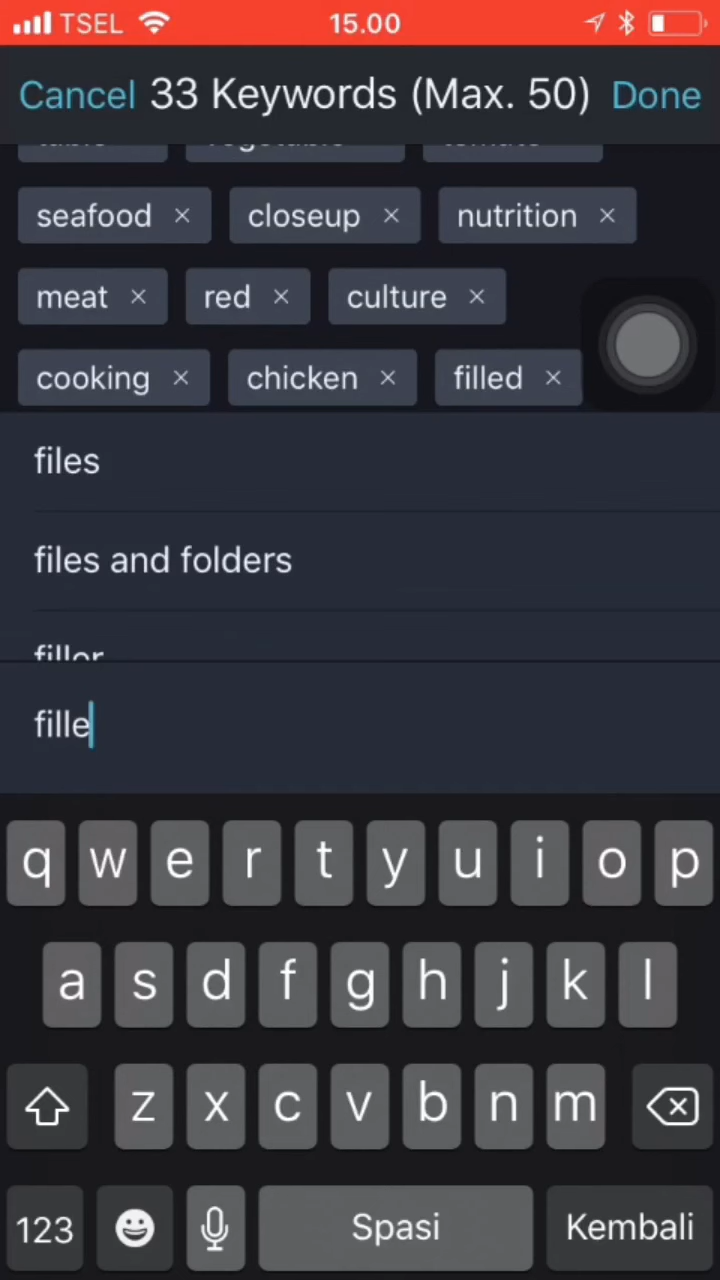 TSEL 15.00
Cancel 33 Keywords (Max. 50) Done
seafood × closeup × nutrition ×
meat × red × culture ×
cooking × chicken × filled ×
files
files and folders
filler
fille
q w e r t y u i o p
a s d f g h j k l
z x c v b n m
123 Spasi Kembali